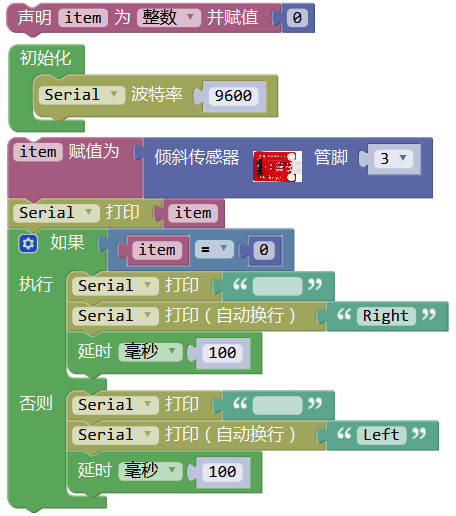 声明 item 为 整数 并赋值 0
初始化
Serial 波特率 9600
item 赋值为 倾斜传感器 管脚 3
Serial 打印 item
如果 item = 0
执行 Serial 打印 “ ”
Serial 打印（自动换行） “ Right ”
延时 毫秒 100
否则 Serial 打印 “ ”
Serial 打印（自动换行） “ Left ”
延时 毫秒 100